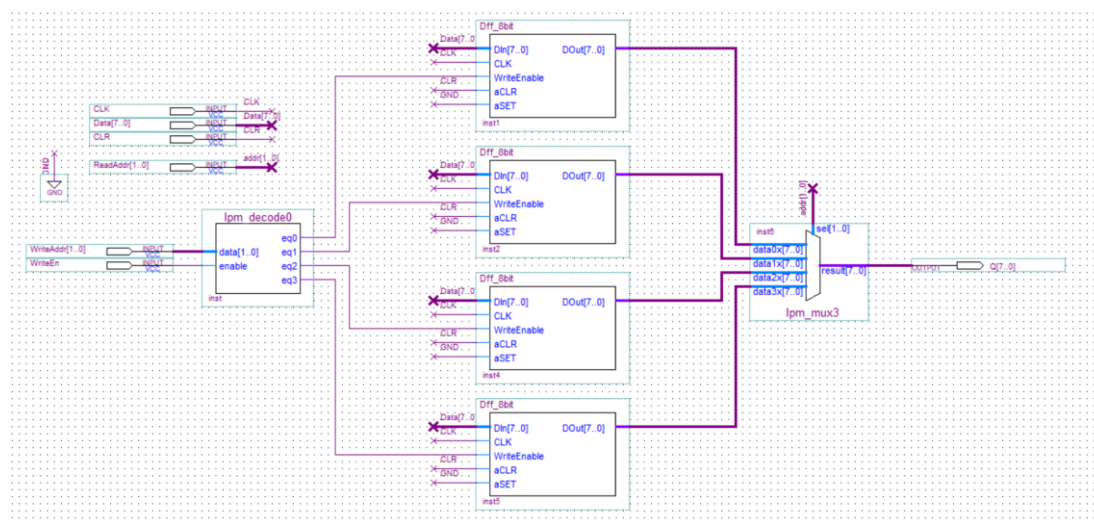 CLK INPUT VCC CLK
Data[7..0] INPUT VCC Data[7..0]
CLR INPUT VCC CLR
ReadAddr[1..0] INPUT VCC addr[1..0]
GND
GND
WriteAddr[1..0] INPUT VCC
WriteEn INPUT VCC
lpm_decode0
data[1..0]
enable
eq0
eq1
eq2
eq3
inst
Dff_8bit
Data[7..0] DIn[7..0] DOut[7..0]
CLK CLK
WriteEnable
CLR aCLR
GND aSET
inst1
Dff_8bit
Data[7..0] DIn[7..0] DOut[7..0]
CLK CLK
WriteEnable
CLR aCLR
GND aSET
inst2
Dff_8bit
Data[7..0] DIn[7..0] DOut[7..0]
CLK CLK
WriteEnable
CLR aCLR
GND aSET
inst4
Dff_8bit
Data[7..0] DIn[7..0] DOut[7..0]
CLK CLK
WriteEnable
CLR aCLR
GND aSET
inst5
addr[1..0]
inst6 sel[1..0]
data0x[7..0]
data1x[7..0]
data2x[7..0]
data3x[7..0]
result[7..0]
lpm_mux3
OUTPUT Q[7..0]